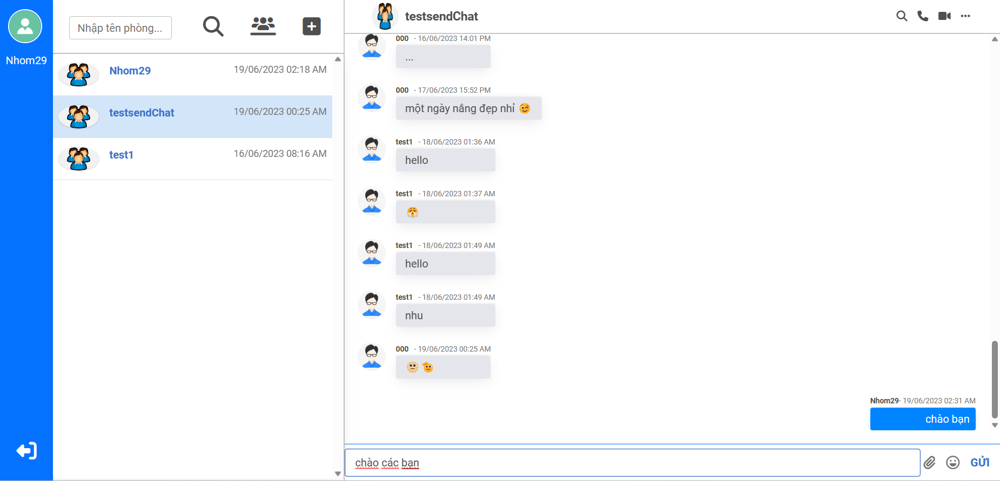 Nhom29
Nhập tên phòng...
Nhom29 19/06/2023 02:18 AM
testsendChat 19/06/2023 00:25 AM
test1 16/06/2023 08:16 AM
testsendChat
000 - 16/06/2023 14:01 PM
...
000 - 17/06/2023 15:52 PM
một ngày nắng đẹp nhỉ 😉
test1 - 18/06/2023 01:36 AM
hello
test1 - 18/06/2023 01:37 AM
😤
test1 - 18/06/2023 01:49 AM
hello
test1 - 18/06/2023 01:49 AM
nhu
000 - 19/06/2023 00:25 AM
Nhom29- 19/06/2023 02:31 AM
chào bạn
chào các bạn
GỬI